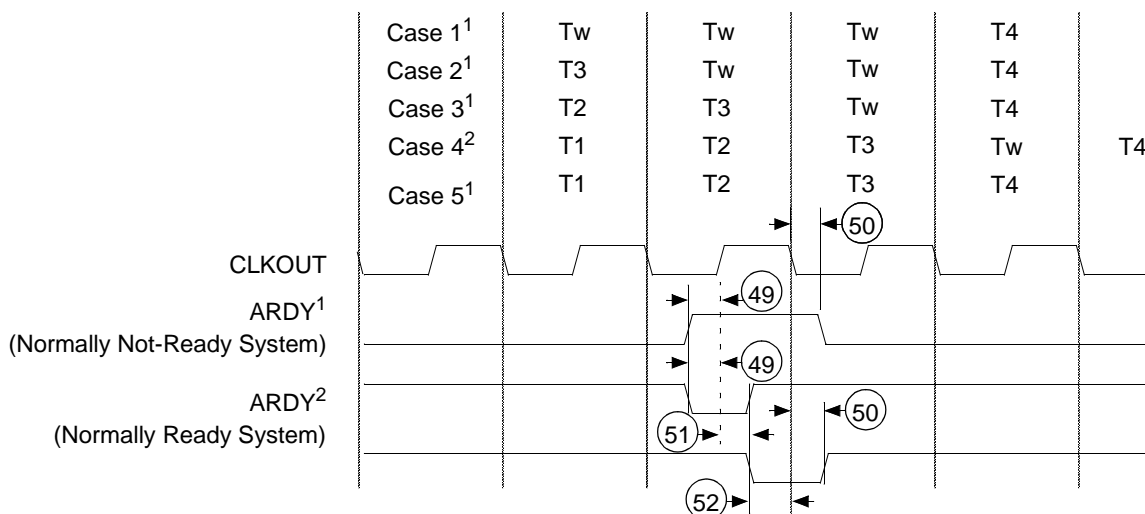 Case 1¹ Tw Tw Tw T4
Case 2¹ T3 Tw Tw T4
Case 3¹ T2 T3 Tw T4
Case 4² T1 T2 T3 Tw T4
Case 5¹ T1 T2 T3 T4
50
CLKOUT
49
ARDY¹
(Normally Not-Ready System)
49
ARDY²
50
(Normally Ready System)
51
52